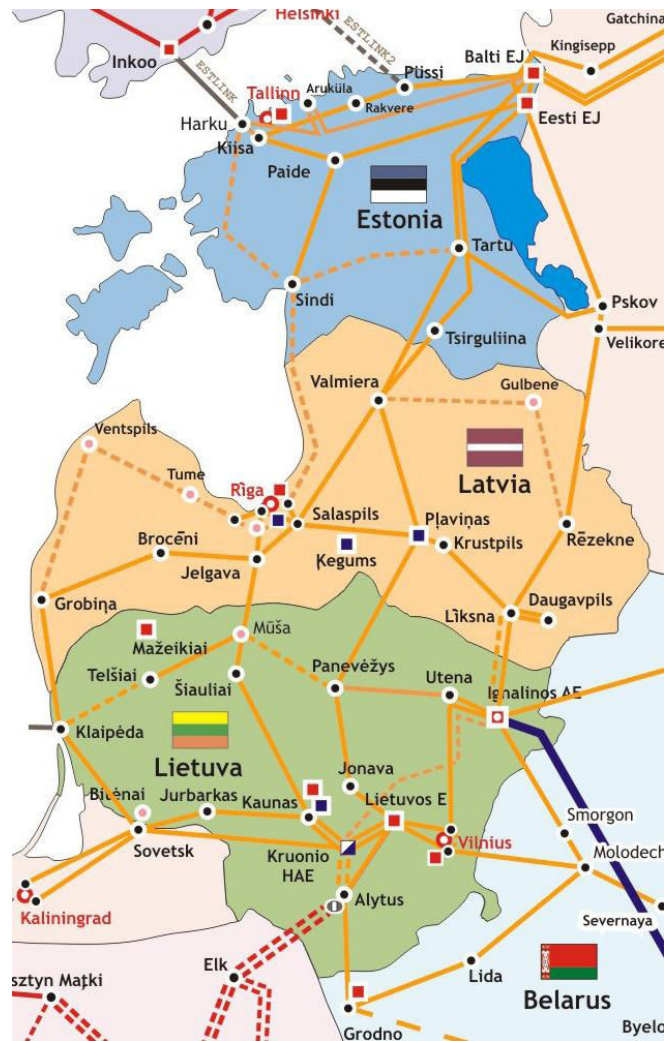 Helsinki
Gatchina
Inkoo
ESTLINK
ESTLINK2
Balti EJ
Kingisepp
Püssi
Tallinn
Aruküla
Rakvere
Harku
Kiisa
Eesti EJ
Paide
Estonia
Tartu
Sindi
Pskov
Tsirguliina
Velikore
Valmiera
Gulbene
Ventspils
Latvia
Tume
Rīga
Salaspils
Pļaviņas
Brocēni
Krustpils
Rēzekne
Ķegums
Jelgava
Grobiņa
Līksna
Daugavpils
Mūša
Mažeikiai
Telšiai
Šiauliai
Panevėžys
Utena
Ignalinos AE
Klaipėda
Lietuva
Jonava
Bitėnai
Jurbarkas
Kaunas
Lietuvos E
Smorgon
Sovetsk
Kruonio
HAE
Vilnius
Molodech
Alytus
Kaliningrad
Severnaya
Elk
Lida
sztyn Mątki
Belarus
Grodno
Byelo